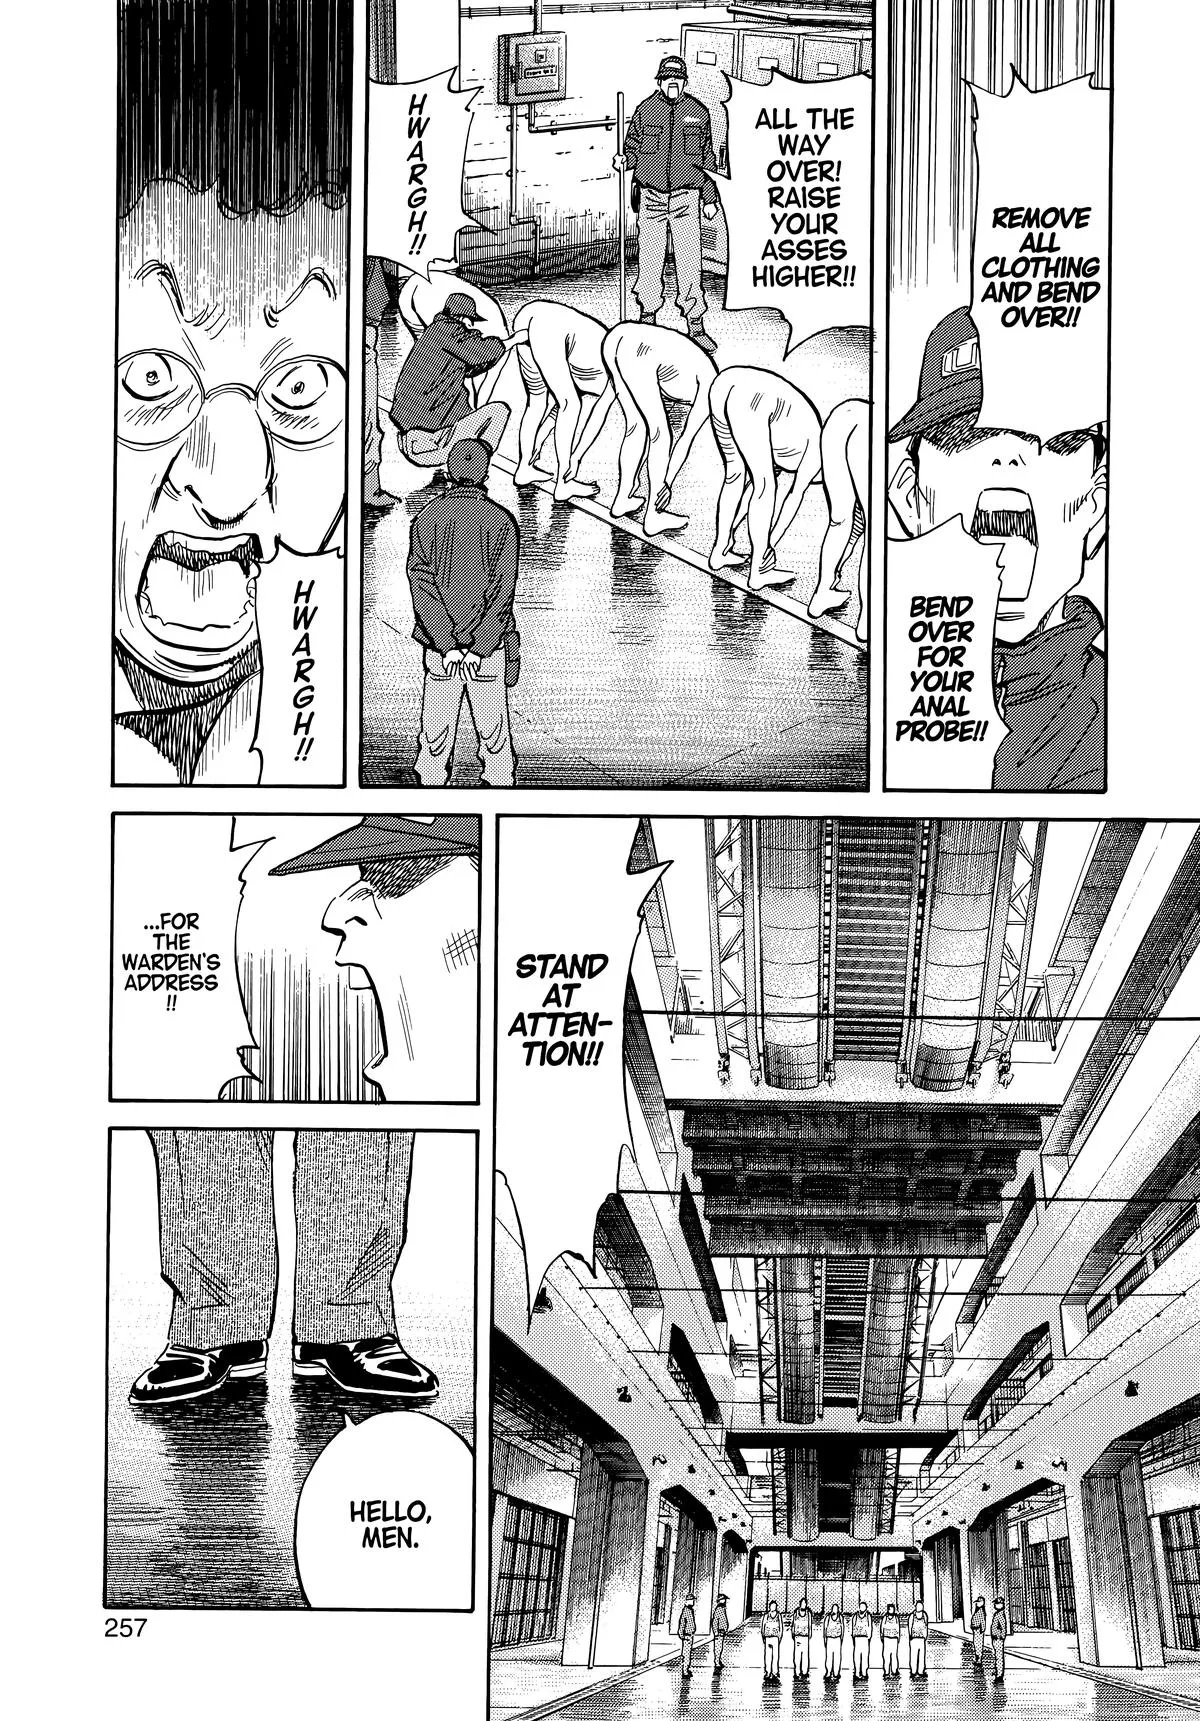 REMOVE
ALL
CLOTHING
AND BEND
OVER!!
BEND
OVER FOR
YOUR
ANAL
PROBE!!
ALL THE
WAY
OVER!
RAISE
YOUR
ASSES
HIGHER!!
HWARGH!!
HWARGH!!
STAND
AT
ATTEN-
TION!!
...FOR
THE
WARDEN'S
ADDRESS
!!
HELLO,
MEN.
257